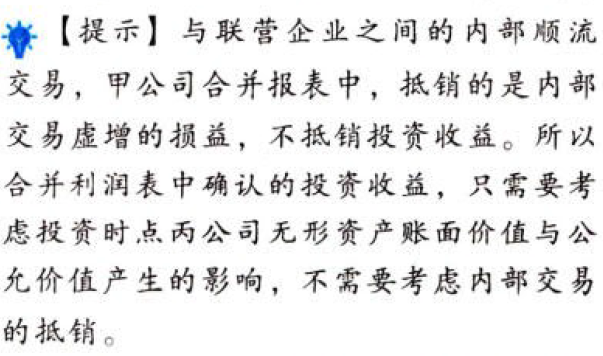 【提示】与联营企业之间的内部顺流
交易，甲公司合并报表中，抵销的是内部
交易虚增的损益，不抵销投资收益。所以
合并利润表中确认的投资收益，只需要考
虑投资时点丙公司无形资产账面价值与公
允价值产生的影响，不需要考虑内部交易
的抵销。